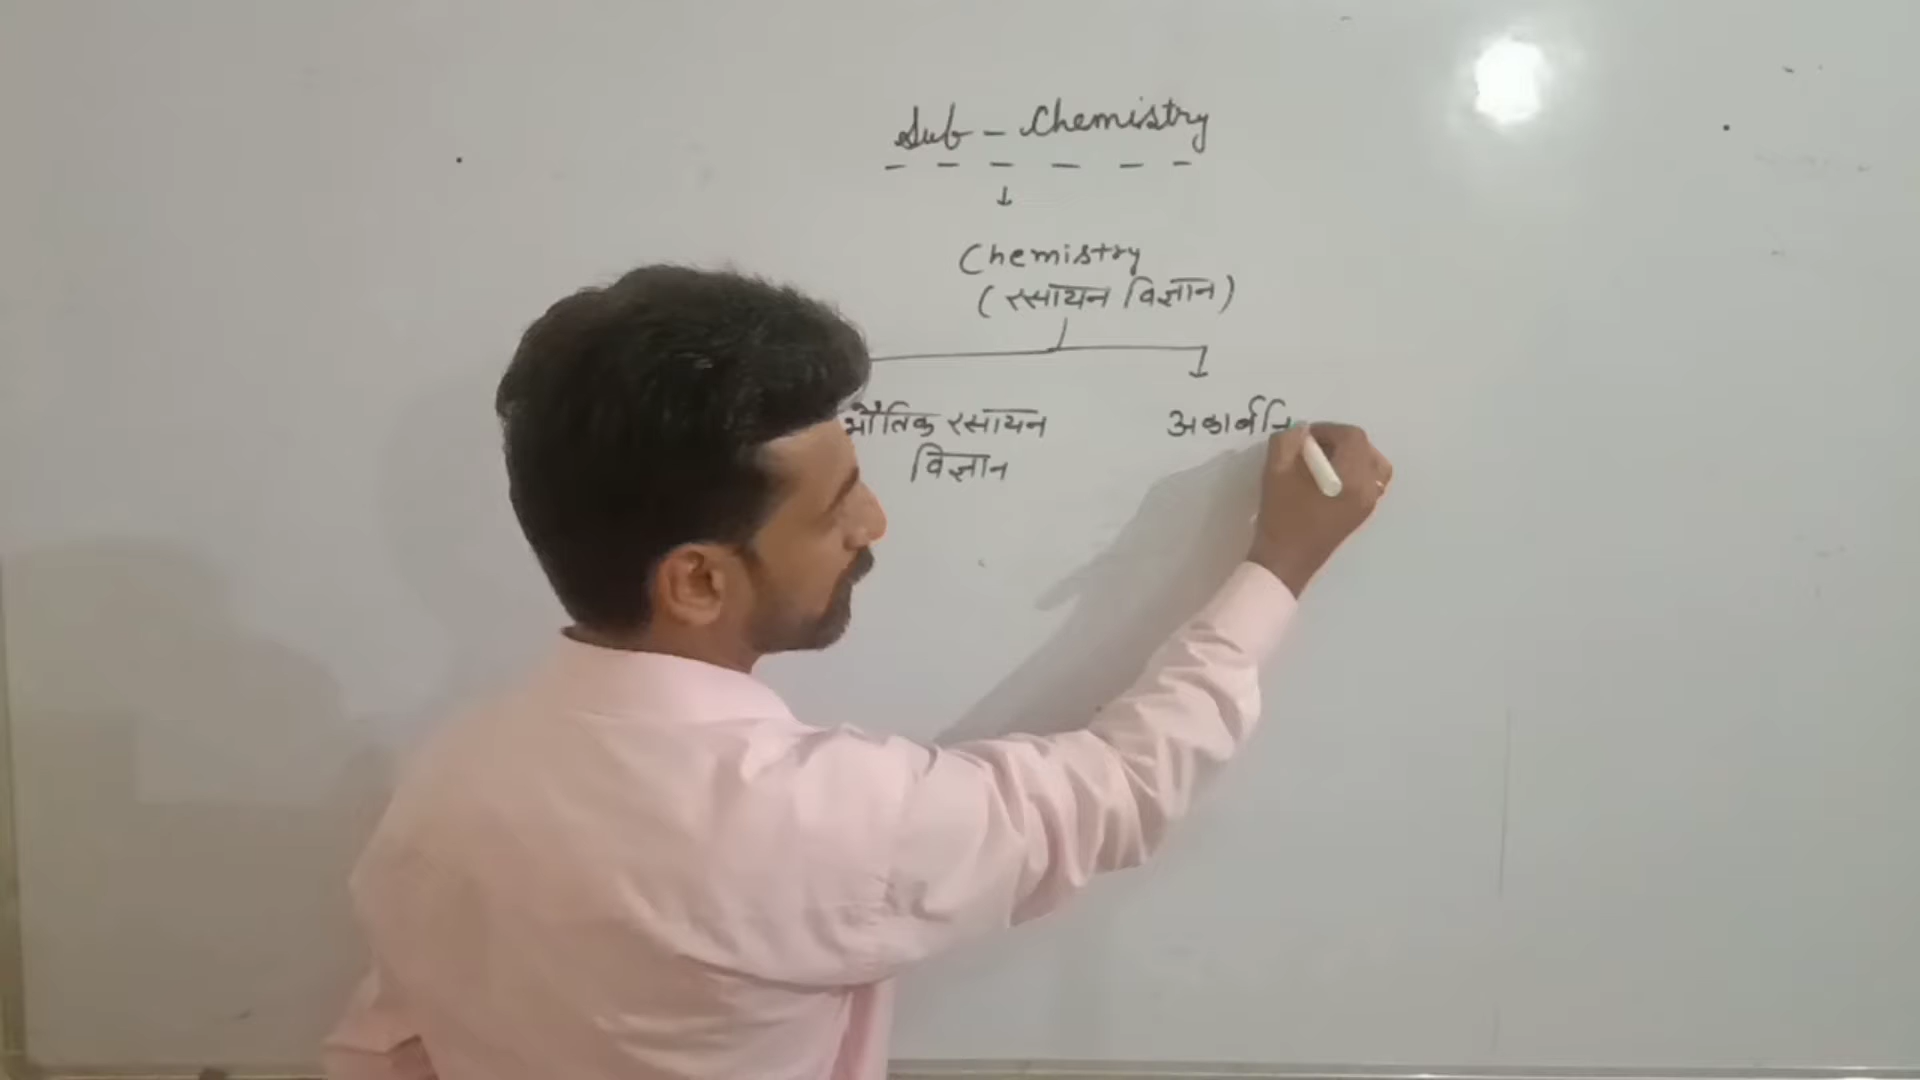 Sub - Chemistry
Chemistry
(रसायन विज्ञान)
भौतिक रसायन
विज्ञान
अकार्बनि